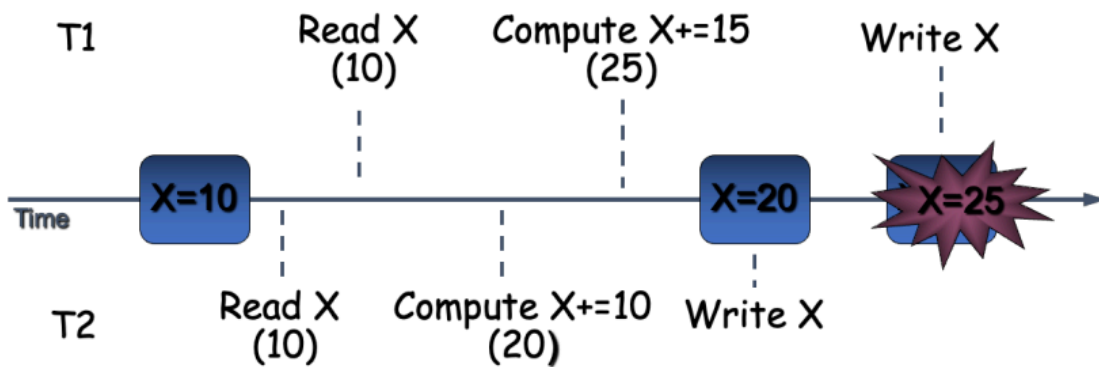 T1
Read X
(10)
Compute X+=15
(25)
Write X
X=10
X=20
X=25
Time
T2
Read X
(10)
Compute X+=10
(20)
Write X